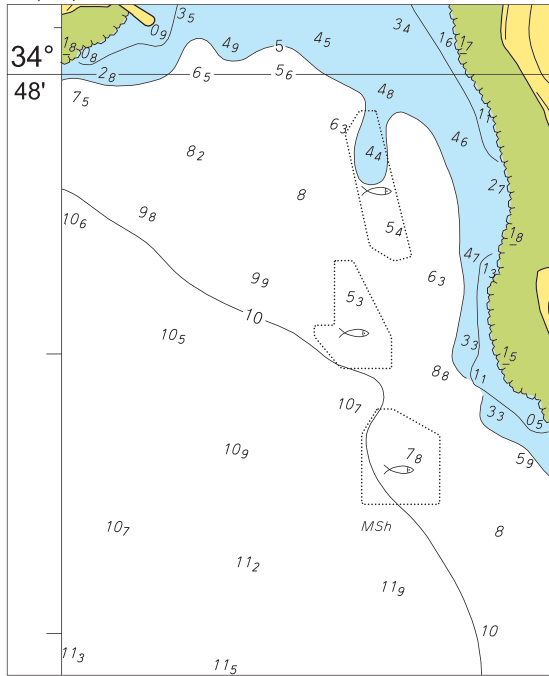 0₉ 3₅ 3₄
1₈ 0₈ 4₉ 5 4₅ 1₆ 1₇
34°
2₈ 6₅ 5₆
48' 7₅ 4₈
6₃ 1₁
4₆
8₂ 4₄
2₇
8
10₆ 9₈ 5₄ 1₈
4₇
9₉ 6₃ 1₃
5₃
10
10₅ 3₃ 1₅
8₈ 1₁
10₇ 3₃ 0₅
10₉ 7₈ 5₉
10₇ MSh 8
11₂
11₉
10
11₃ 11₅